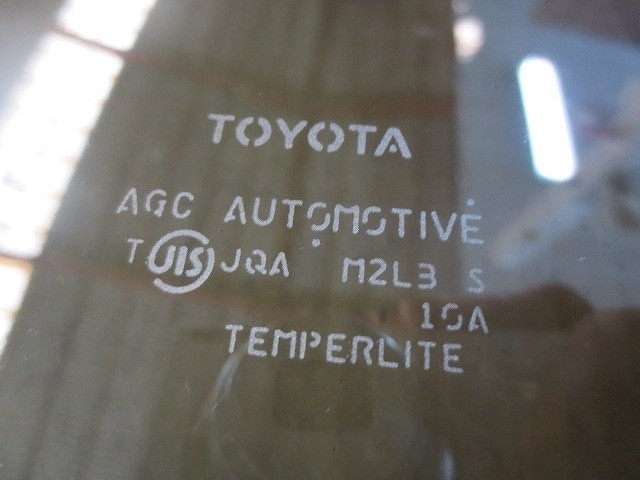 TOYOTA
AGC AUTOMOTIVE
T JIS JQA M2L3 S
10A
TEMPERLITE